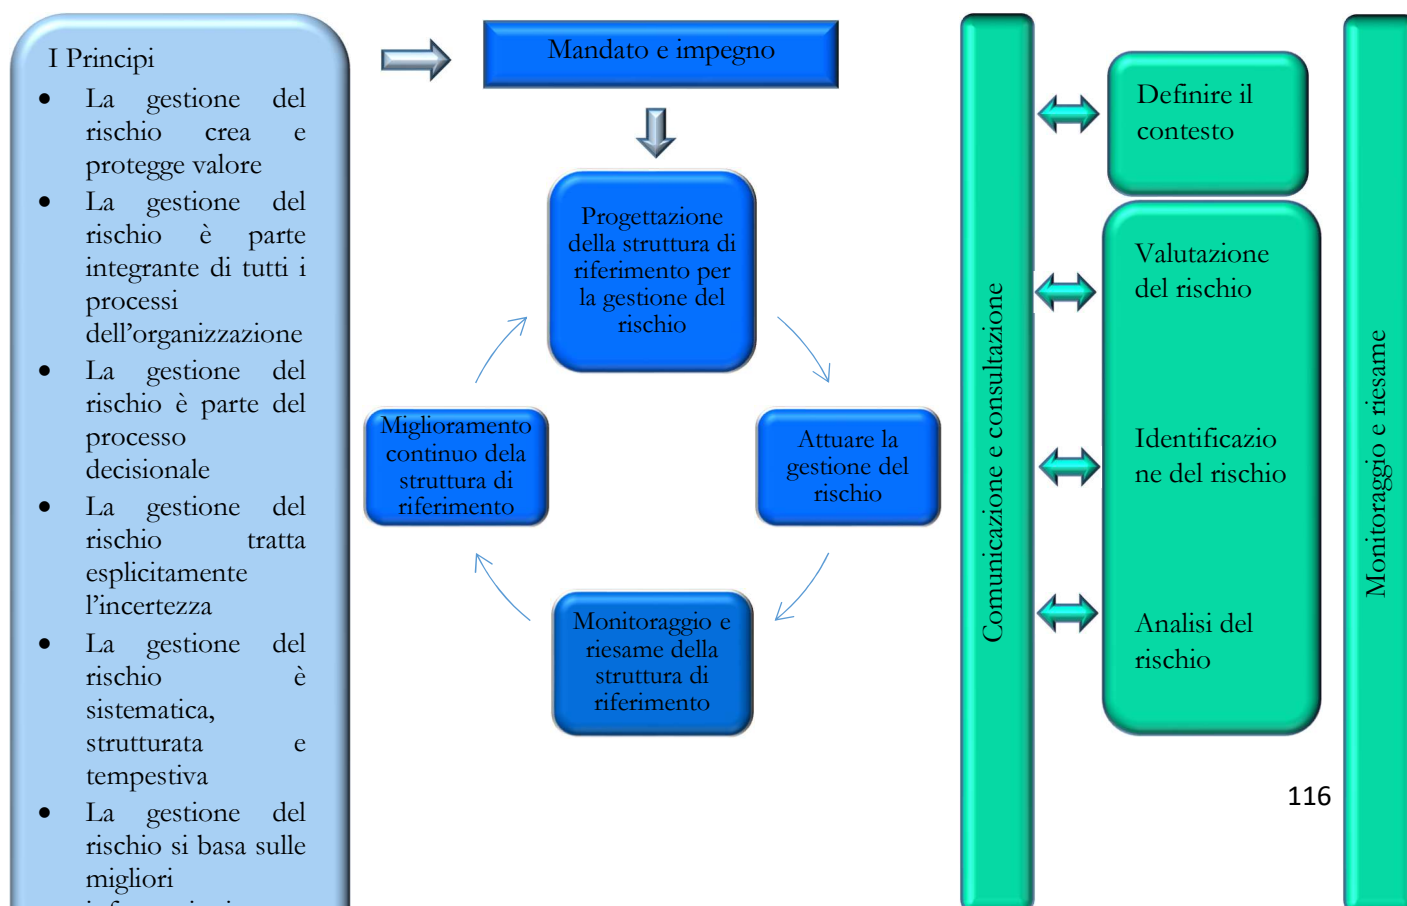 I Principi
• La gestione del
rischio crea e
protegge valore
• La gestione del
rischio è parte
integrante di tutti i
processi
dell’organizzazione
• La gestione del
rischio è parte del
processo
decisionale
• La gestione del
rischio tratta
esplicitamente
l’incertezza
• La gestione del
rischio è
sistematica,
strutturata e
tempestiva
• La gestione del
rischio si basa sulle
migliori
Mandato e impegno
Progettazione
della struttura di
riferimento per
la gestione del
rischio
Attuare la
gestione del
rischio
Monitoraggio e
riesame della
struttura di
riferimento
Miglioramento
continuo dela
struttura di
riferimento
Comunicazione e consultazione
Definire il
contesto
Valutazione
del rischio
Identificazio
ne del rischio
Analisi del
rischio
Monitoraggio e riesame
116